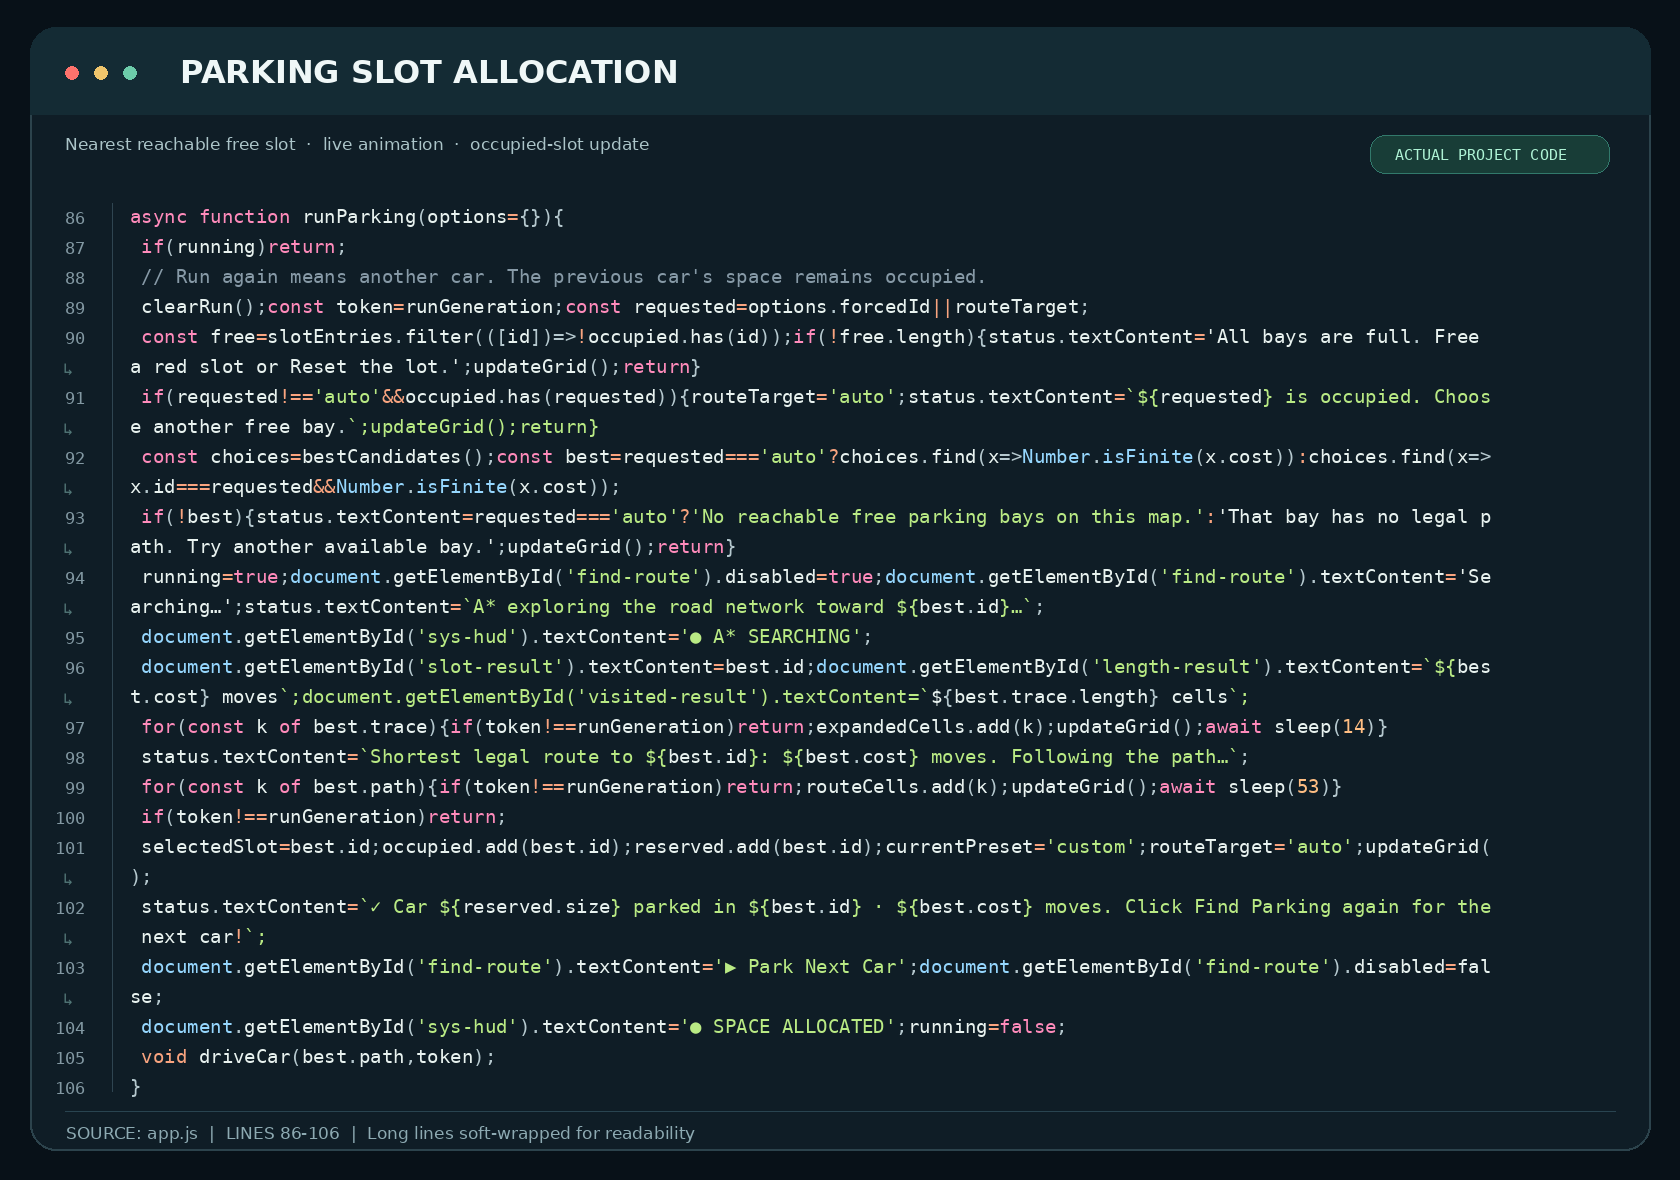 PARKING SLOT ALLOCATION
Nearest reachable free slot · live animation · occupied-slot update
ACTUAL PROJECT CODE
86 async function runParking(options={}){
87  if(running)return;
88  // Run again means another car. The previous car's space remains occupied.
89  clearRun();const token=runGeneration;const requested=options.forcedId||routeTarget;
90  const free=slotEntries.filter(([id])=>!occupied.has(id));if(!free.length){status.textContent='All bays are full. Free
↳ a red slot or Reset the lot.';updateGrid();return}
91  if(requested!=='auto'&&occupied.has(requested)){routeTarget='auto';status.textContent=`${requested} is occupied. Choos
↳ e another free bay.`;updateGrid();return}
92  const choices=bestCandidates();const best=requested==='auto'?choices.find(x=>Number.isFinite(x.cost)):choices.find(x=>
↳ x.id===requested&&Number.isFinite(x.cost));
93  if(!best){status.textContent=requested==='auto'?'No reachable free parking bays on this map.':'That bay has no legal p
↳ ath. Try another available bay.';updateGrid();return}
94  running=true;document.getElementById('find-route').disabled=true;document.getElementById('find-route').textContent='Se
↳ arching…';status.textContent=`A* exploring the road network toward ${best.id}…`;
95  document.getElementById('sys-hud').textContent='● A* SEARCHING';
96  document.getElementById('slot-result').textContent=best.id;document.getElementById('length-result').textContent=`${bes
↳ t.cost} moves`;document.getElementById('visited-result').textContent=`${best.trace.length} cells`;
97  for(const k of best.trace){if(token!==runGeneration)return;expandedCells.add(k);updateGrid();await sleep(14)}
98  status.textContent=`Shortest legal route to ${best.id}: ${best.cost} moves. Following the path…`;
99  for(const k of best.path){if(token!==runGeneration)return;routeCells.add(k);updateGrid();await sleep(53)}
100  if(token!==runGeneration)return;
101  selectedSlot=best.id;occupied.add(best.id);reserved.add(best.id);currentPreset='custom';routeTarget='auto';updateGrid(
↳ );
102  status.textContent=`✓ Car ${reserved.size} parked in ${best.id} · ${best.cost} moves. Click Find Parking again for the
↳  next car!`;
103  document.getElementById('find-route').textContent='▶ Park Next Car';document.getElementById('find-route').disabled=fal
↳ se;
104  document.getElementById('sys-hud').textContent='● SPACE ALLOCATED';running=false;
105  void driveCar(best.path,token);
106 }
SOURCE: app.js | LINES 86-106 | Long lines soft-wrapped for readability